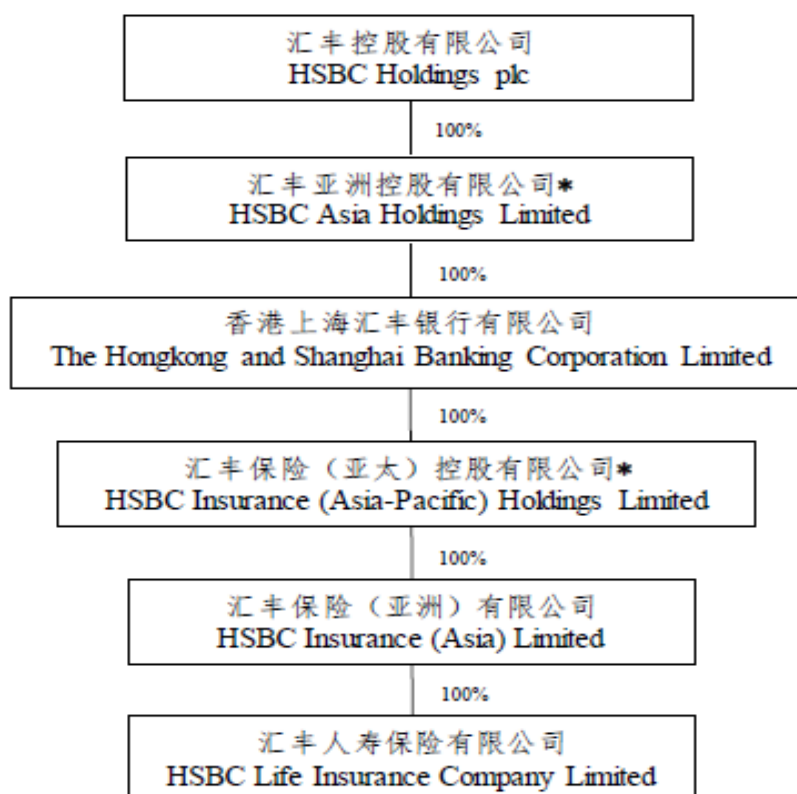 汇丰控股有限公司
HSBC Holdings plc
100%
汇丰亚洲控股有限公司*
HSBC Asia Holdings Limited
100%
香港上海汇丰银行有限公司
The Hongkong and Shanghai Banking Corporation Limited
100%
汇丰保险（亚太）控股有限公司*
HSBC Insurance (Asia-Pacific) Holdings Limited
100%
汇丰保险（亚洲）有限公司
HSBC Insurance (Asia) Limited
100%
汇丰人寿保险有限公司
HSBC Life Insurance Company Limited